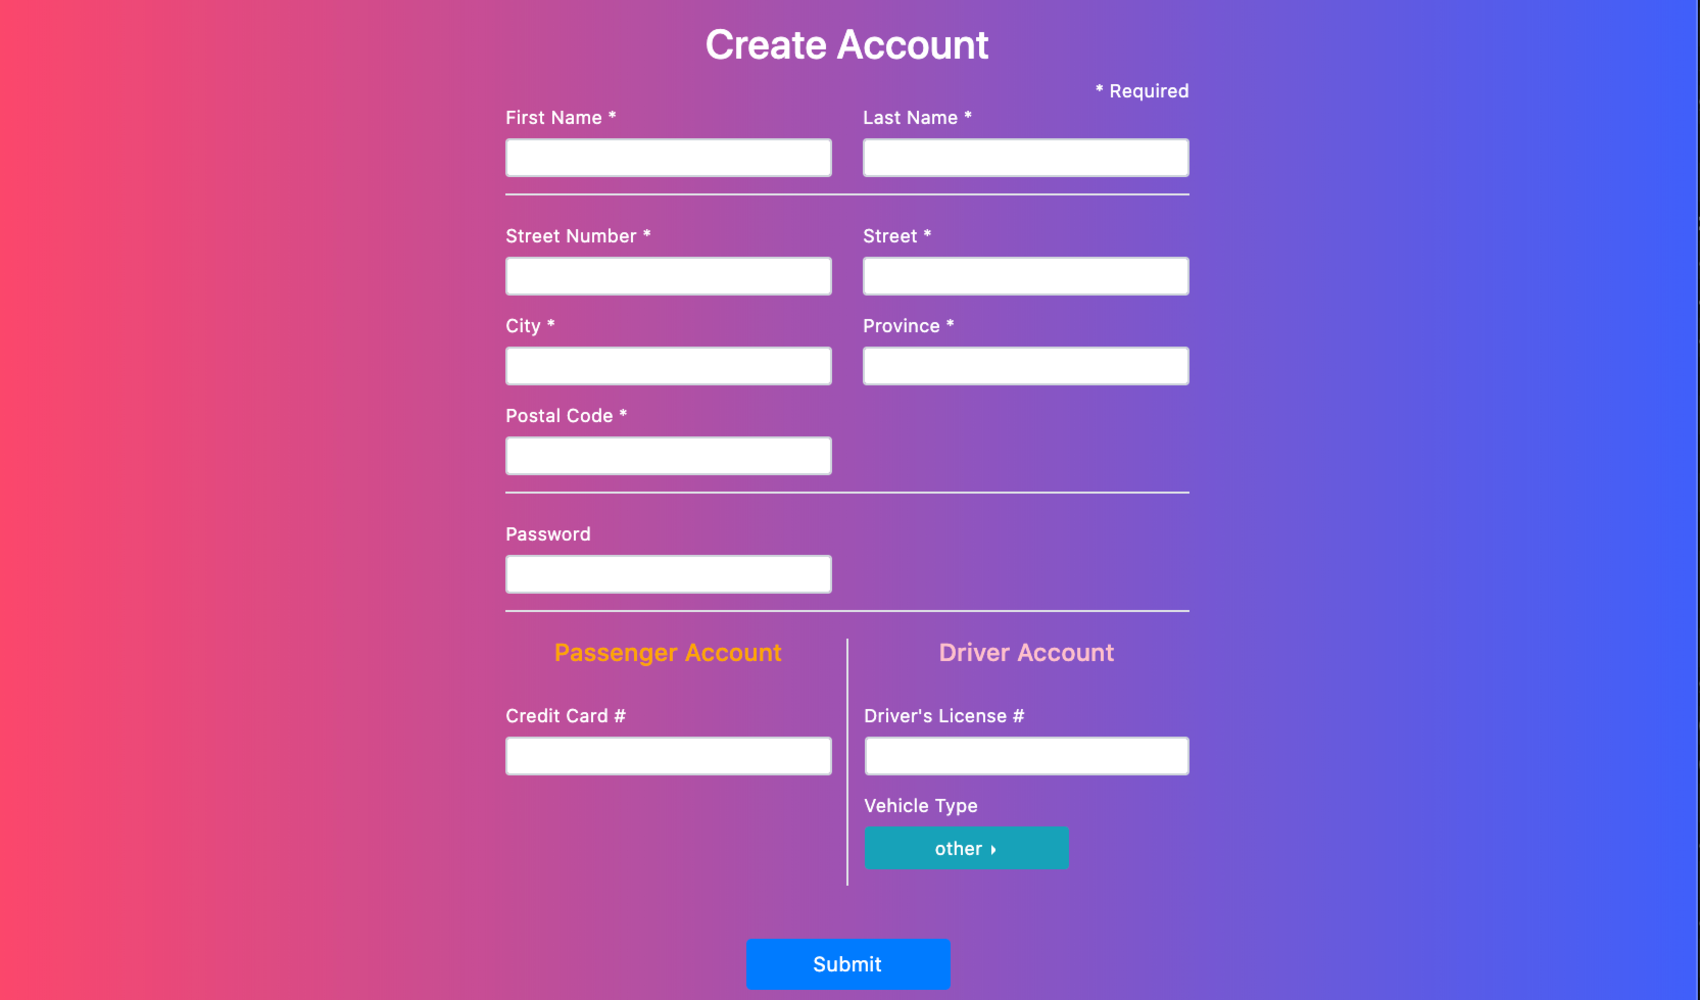 Create Account
* Required
First Name *
Last Name *
Street Number *
Street *
City *
Province *
Postal Code *
Password
Passenger Account
Driver Account
Credit Card #
Driver's License #
Vehicle Type
other
Submit